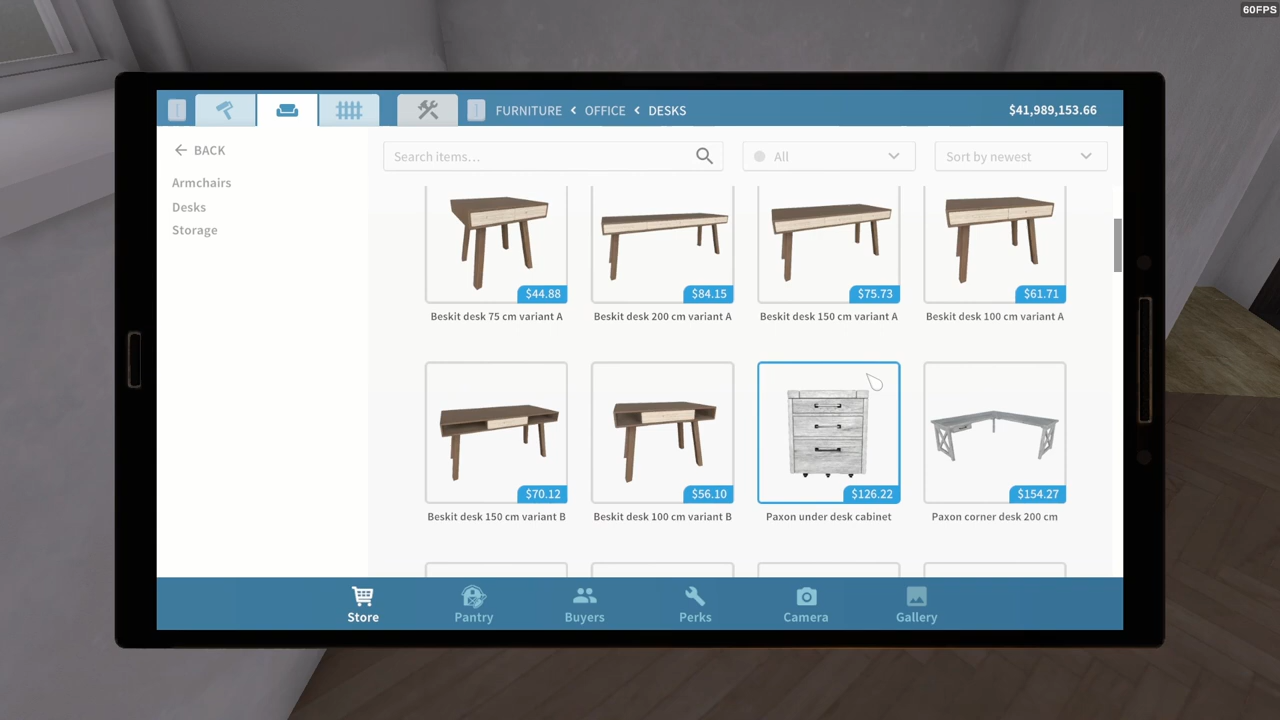 60FPS
FURNITURE < OFFICE < DESKS
$41,989,153.66
BACK
Search items...
All
Sort by newest
Armchairs
Desks
Storage
$44.88
$84.15
$75.73
$61.71
Beskit desk 75 cm variant A
Beskit desk 200 cm variant A
Beskit desk 150 cm variant A
Beskit desk 100 cm variant A
$70.12
$56.10
$126.22
$154.27
Beskit desk 150 cm variant B
Beskit desk 100 cm variant B
Paxon under desk cabinet
Paxon corner desk 200 cm
Store
Pantry
Buyers
Perks
Camera
Gallery